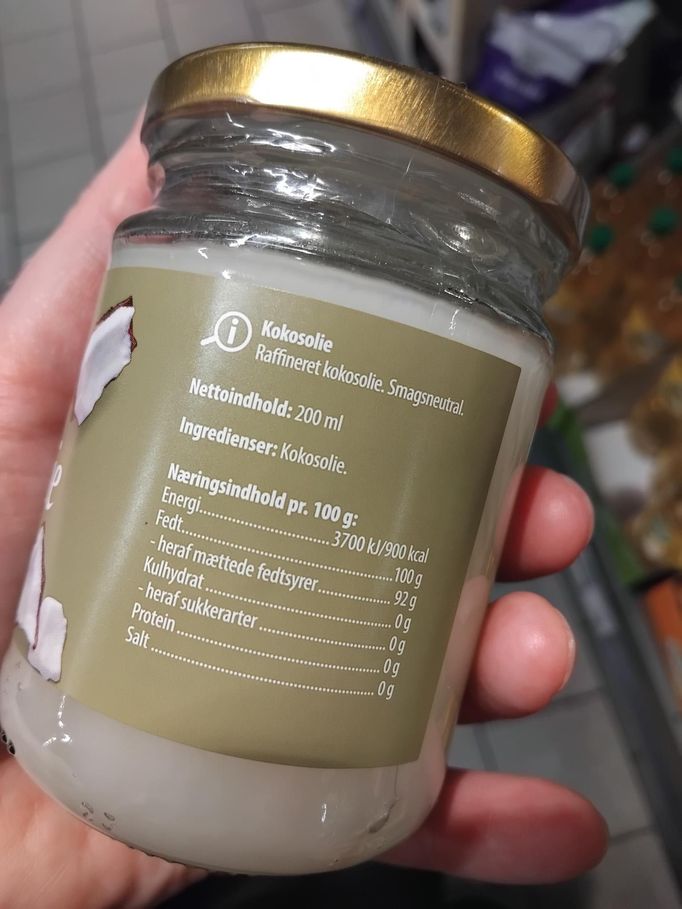 i
Kokosolie
Raffineret kokosolie. Smagsneutral.
Nettoindhold: 200 ml
Ingredienser: Kokosolie.
Næringsindhold pr. 100 g:
Energi..............................3700 kJ/900 kcal
Fedt................................................100 g
- heraf mættede fedtsyrer................. 92 g
Kulhydrat............................................ 0 g
- heraf sukkerarter............................... 0 g
Protein................................................. 0 g
Salt...................................................... 0 g